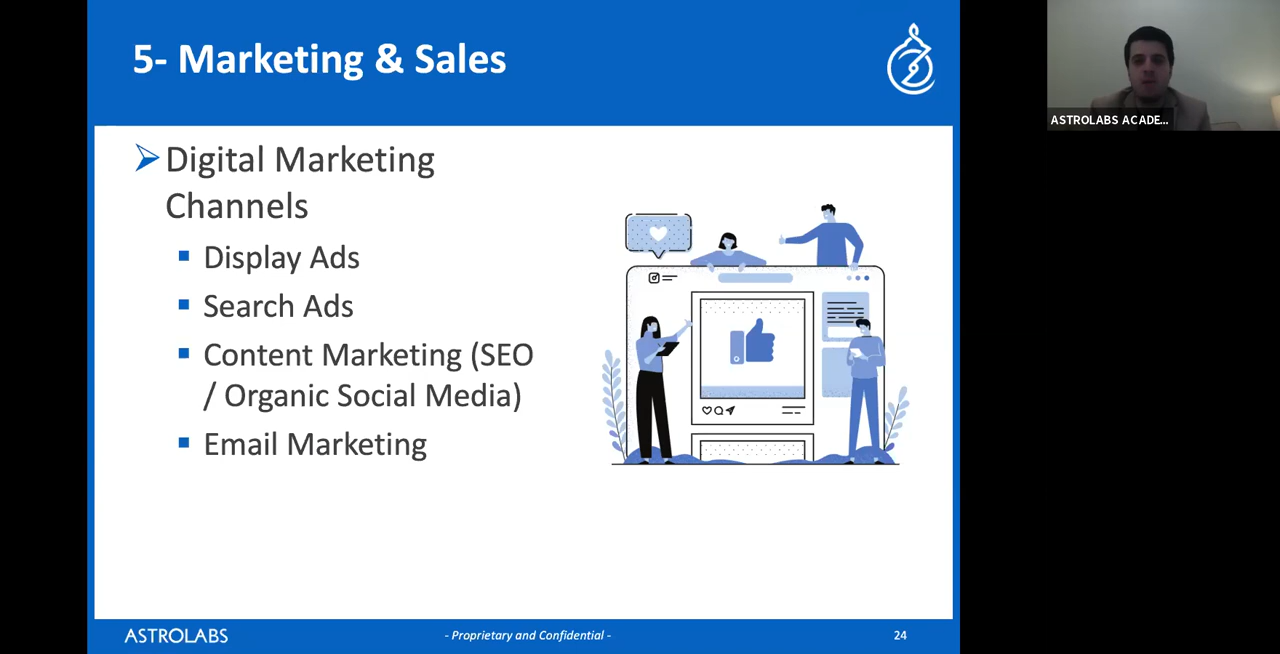 5- Marketing & Sales
ASTROLABS ACADE...
Digital Marketing
Channels
Display Ads
Search Ads
Content Marketing (SEO
/ Organic Social Media)
Email Marketing
ASTROLABS
- Proprietary and Confidential -
24